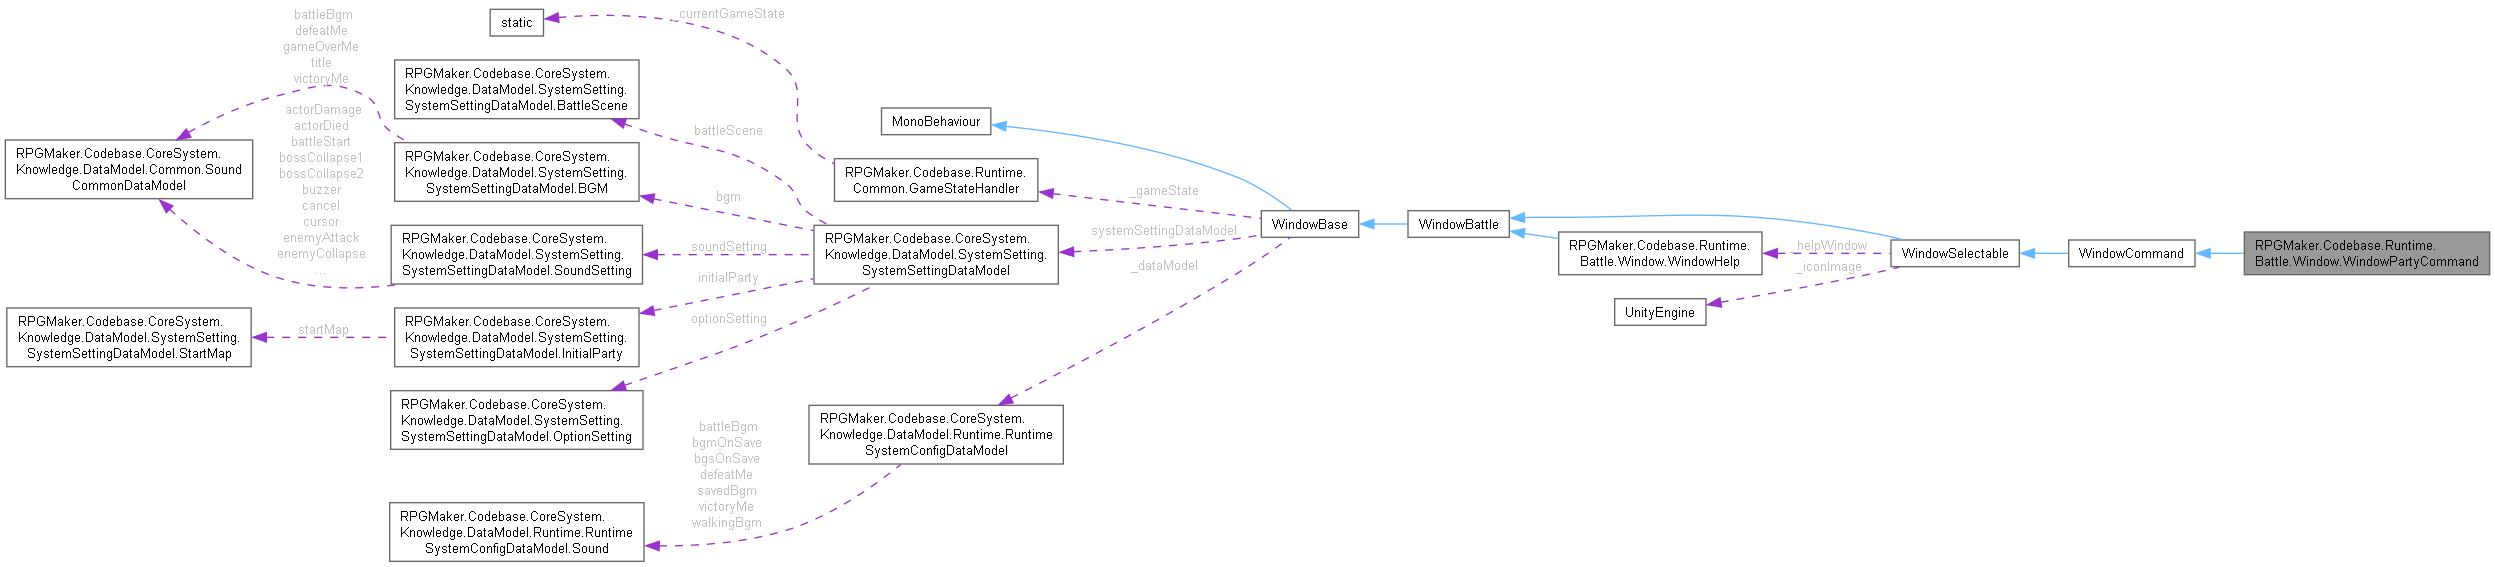 battleBgm
defeatMe
gameOverMe
title
victoryMe
actorDamage
actorDied
battleStart
bossCollapse1
bossCollapse2
buzzer
cancel
cursor
enemyAttack
enemyCollapse
...
RPGMaker.Codebase.CoreSystem.
Knowledge.DataModel.Common.Sound
CommonDataModel
RPGMaker.Codebase.CoreSystem.
Knowledge.DataModel.SystemSetting.
SystemSettingDataModel.StartMap
startMap
static
RPGMaker.Codebase.CoreSystem.
Knowledge.DataModel.SystemSetting.
SystemSettingDataModel.BattleScene
RPGMaker.Codebase.CoreSystem.
Knowledge.DataModel.SystemSetting.
SystemSettingDataModel.BGM
RPGMaker.Codebase.CoreSystem.
Knowledge.DataModel.SystemSetting.
SystemSettingDataModel.SoundSetting
RPGMaker.Codebase.CoreSystem.
Knowledge.DataModel.SystemSetting.
SystemSettingDataModel.InitialParty
RPGMaker.Codebase.CoreSystem.
Knowledge.DataModel.SystemSetting.
SystemSettingDataModel.OptionSetting
RPGMaker.Codebase.CoreSystem.
Knowledge.DataModel.Runtime.Runtime
SystemConfigDataModel.Sound
_currentGameState
battleScene
bgm
soundSetting
initialParty
optionSetting
battleBgm
bgmOnSave
bgsOnSave
defeatMe
savedBgm
victoryMe
walkingBgm
MonoBehaviour
RPGMaker.Codebase.Runtime.
Common.GameStateHandler
RPGMaker.Codebase.CoreSystem.
Knowledge.DataModel.SystemSetting.
SystemSettingDataModel
RPGMaker.Codebase.CoreSystem.
Knowledge.DataModel.Runtime.Runtime
SystemConfigDataModel
_gameState
systemSettingDataModel
_dataModel
WindowBase
WindowBattle
RPGMaker.Codebase.Runtime.
Battle.Window.WindowHelp
UnityEngine
_helpWindow
_iconImage
WindowSelectable
WindowCommand
RPGMaker.Codebase.Runtime.
Battle.Window.WindowPartyCommand